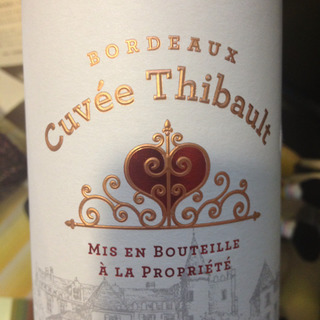 BORDEAUX
Cuvée Thibault
MIS EN BOUTEILLE
À LA PROPRIÉTÉ